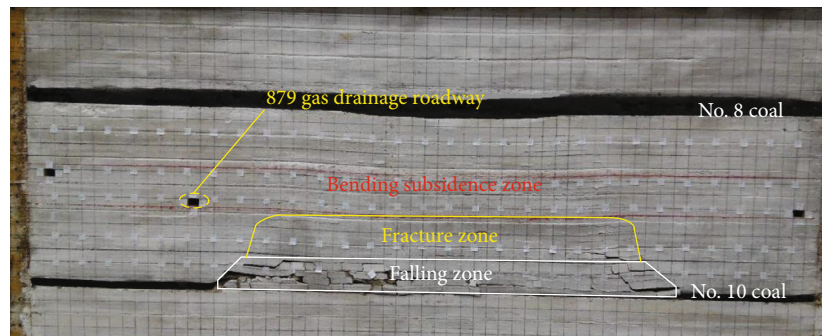 879 gas drainage roadway
No. 8 coal
Bending subsidence zone
Fracture zone
Falling zone
No. 10 coal